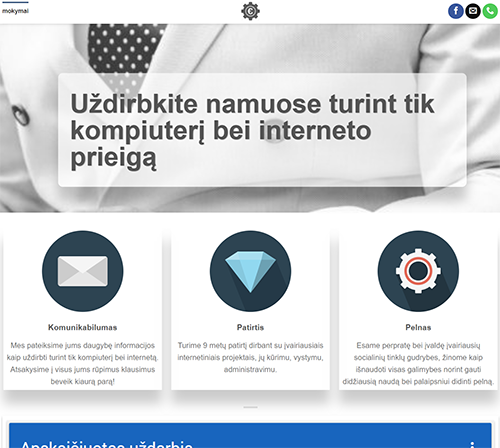 mokymai
Uždirbkite namuose turint tik
kompiuterį bei interneto
prieigą
Komunikabilumas
Mes pateiksime jums daugybę informacijos
kaip uždirbti turint tik kompiuterį bei internetą.
Atsakysime į visus jums rūpimus klausimus
beveik kiaurą parą!
Patirtis
Turime 9 metų patirtį dirbant su įvairiausiais
internetiniais projektais, jų kūrimu, vystymu,
administravimu.
Pelnas
Esame perpratę bei įvaldę įvairiausių
socialinių tinklų gudrybes, žinome kaip
išnaudoti visas galimybes norint gauti
didžiausią naudą bei palaipsniui didinti pelną.
Apskaičiuotas uždarbis